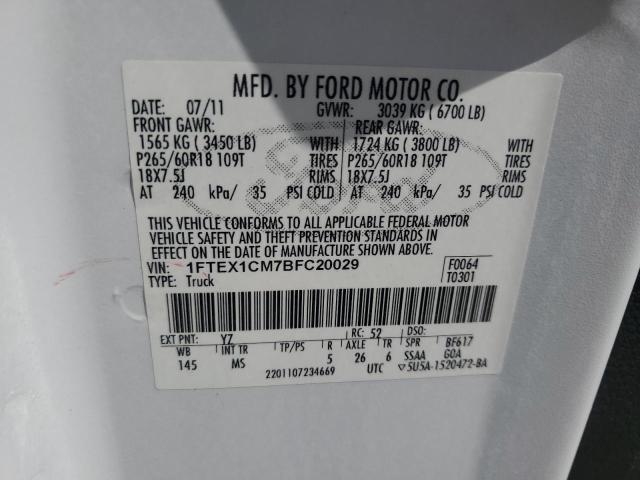 MFD. BY FORD MOTOR CO.
DATE: 07/11 GVWR: 3039 KG ( 6700 LB)
FRONT GAWR: REAR GAWR:
1565 KG ( 3450 LB) WITH 1724 KG ( 3800 LB) WITH
P265/60R18 109T TIRES P265/60R18 109T TIRES
18X7.5J RIMS 18X7.5J RIMS
AT 240 kPa/ 35 PSI COLD AT 240 kPa/ 35 PSI COLD
THIS VEHICLE CONFORMS TO ALL APPLICABLE FEDERAL MOTOR
VEHICLE SAFETY AND THEFT PREVENTION STANDARDS IN
EFFECT ON THE DATE OF MANUFACTURE SHOWN ABOVE.
VIN: 1FTEX1CM7BFC20029 F0064
TYPE: Truck T0301
EXT PNT: YZ RC: 52 DSO:
WB INT TR TP/PS R AXLE TR SPR BF617
145 MS 5 26 6 SSAA GOA
2201107234669 UTC ▽5U5A-1520472-BA
Ford